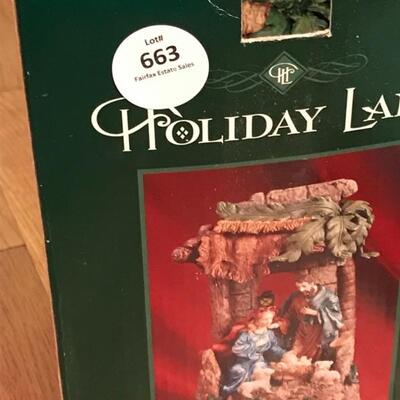 Lot#
663
Fairfax Estate Sales
HL
HOLIDAY LA